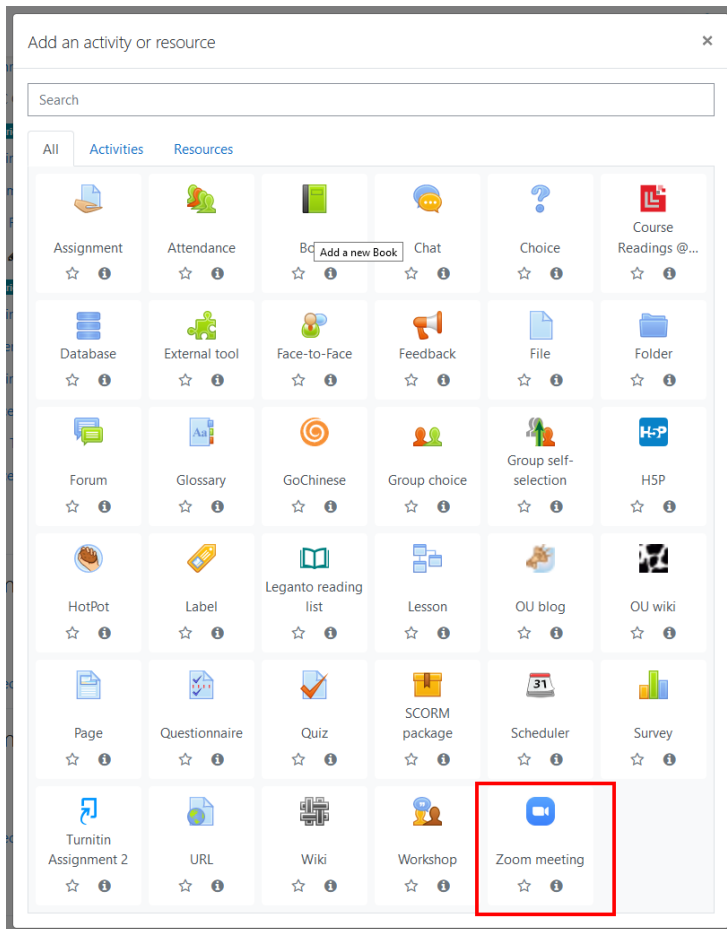 Add an activity or resource ×
Search
All Activities Resources
Assignment Attendance Bo Chat Choice Course Readings @...
Add a new Book
Database External tool Face-to-Face Feedback File Folder
Aa
Forum Glossary GoChinese Group choice Group self-selection H5P
H-P
HotPot Label Leganto reading list Lesson OU blog OU wiki
31
Page Questionnaire Quiz SCORM package Scheduler Survey
Turnitin Assignment 2 URL Wiki Workshop Zoom meeting